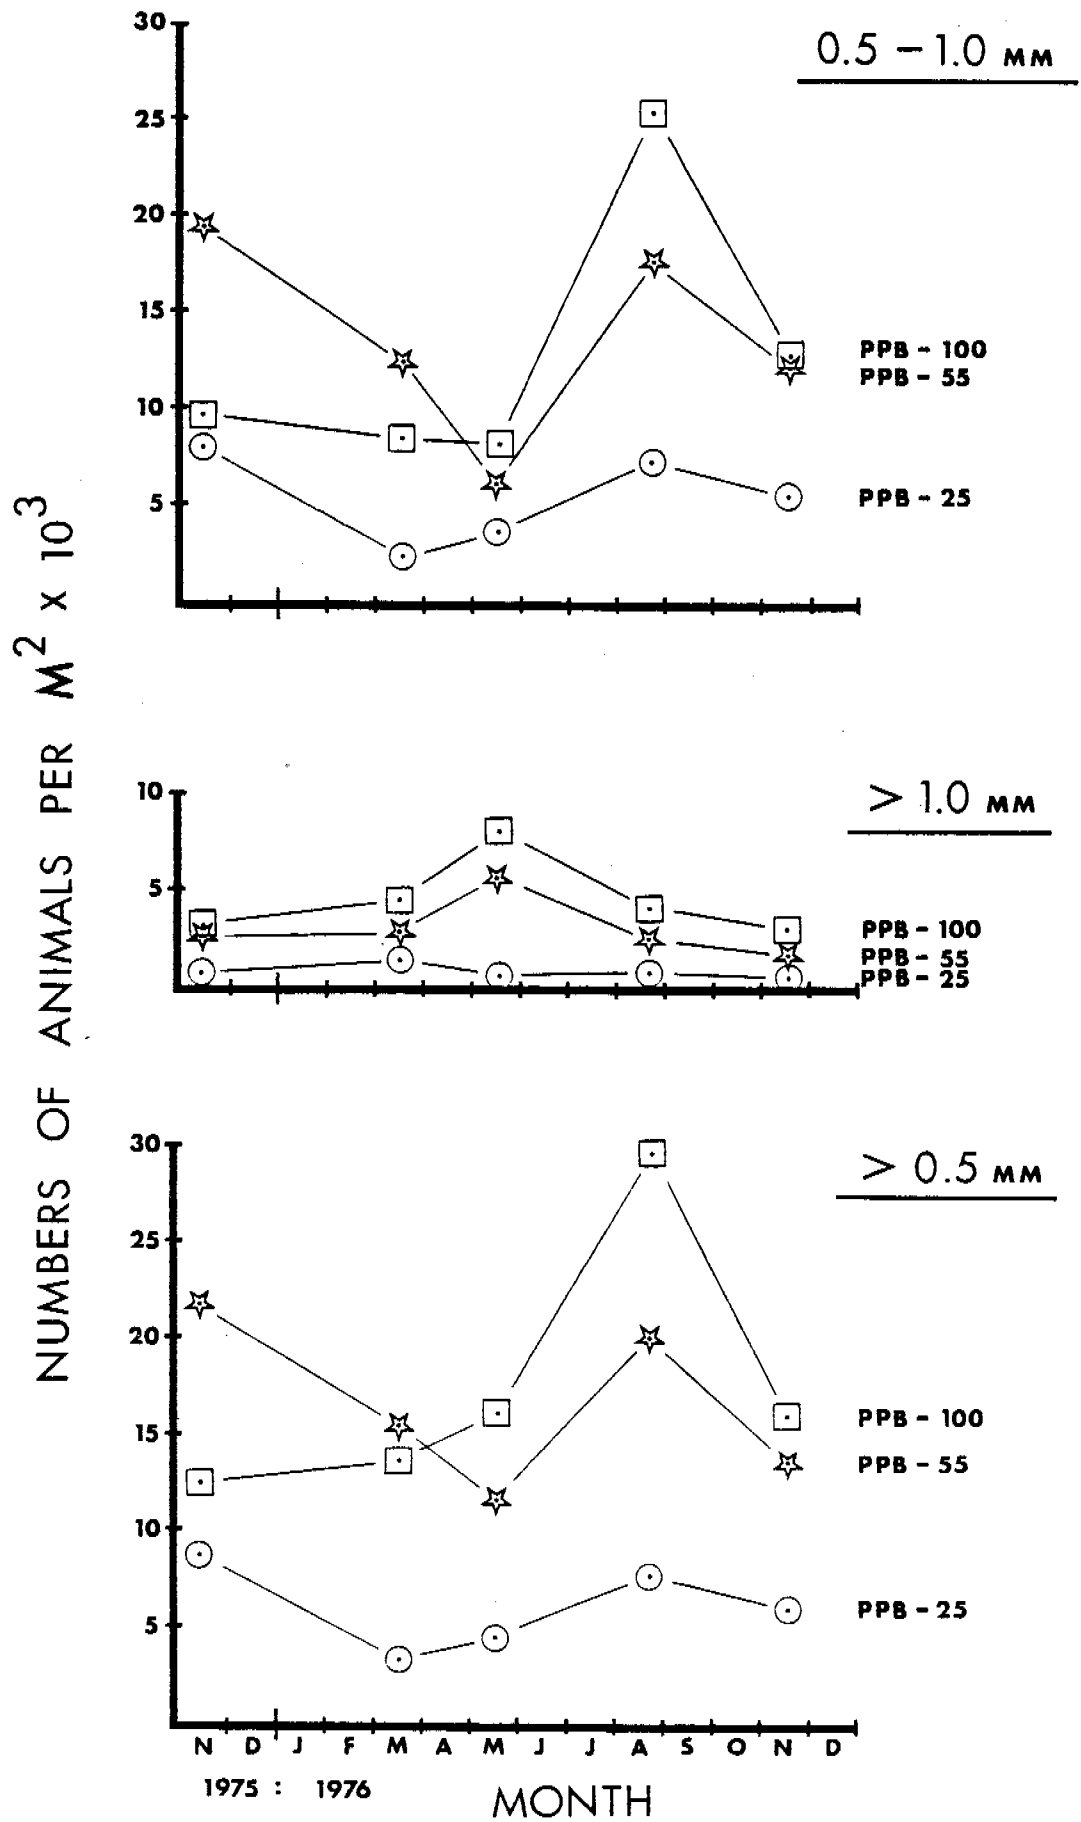 NUMBERS OF ANIMALS PER M² x 10³
0.5 – 1.0 MM
30
25
20
15
10
5
PPB - 100
PPB - 55
PPB - 25
> 1.0 MM
10
5
PPB - 100
PPB - 55
PPB - 25
> 0.5 MM
30
25
20
15
10
5
PPB - 100
PPB - 55
PPB - 25
N D J F M A M J J A S O N D
1975 : 1976
MONTH